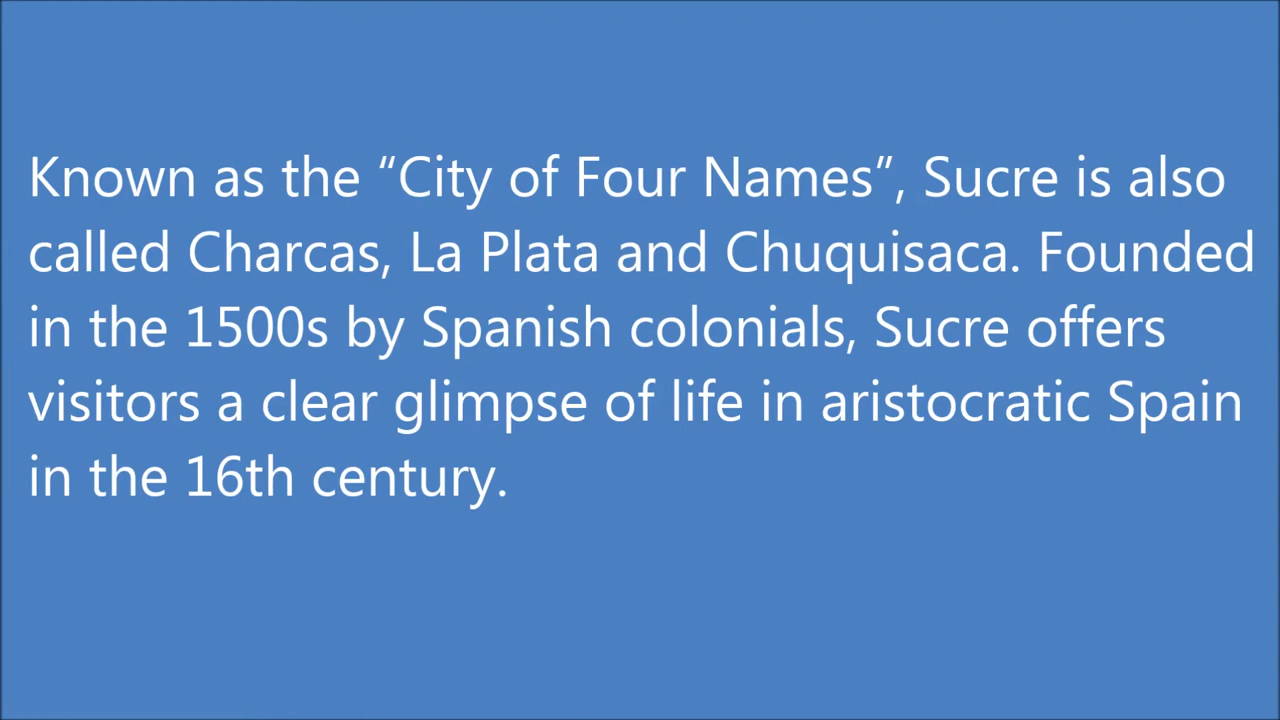 Known as the “City of Four Names”, Sucre is also
called Charcas, La Plata and Chuquisaca. Founded
in the 1500s by Spanish colonials, Sucre offers
visitors a clear glimpse of life in aristocratic Spain
in the 16th century.